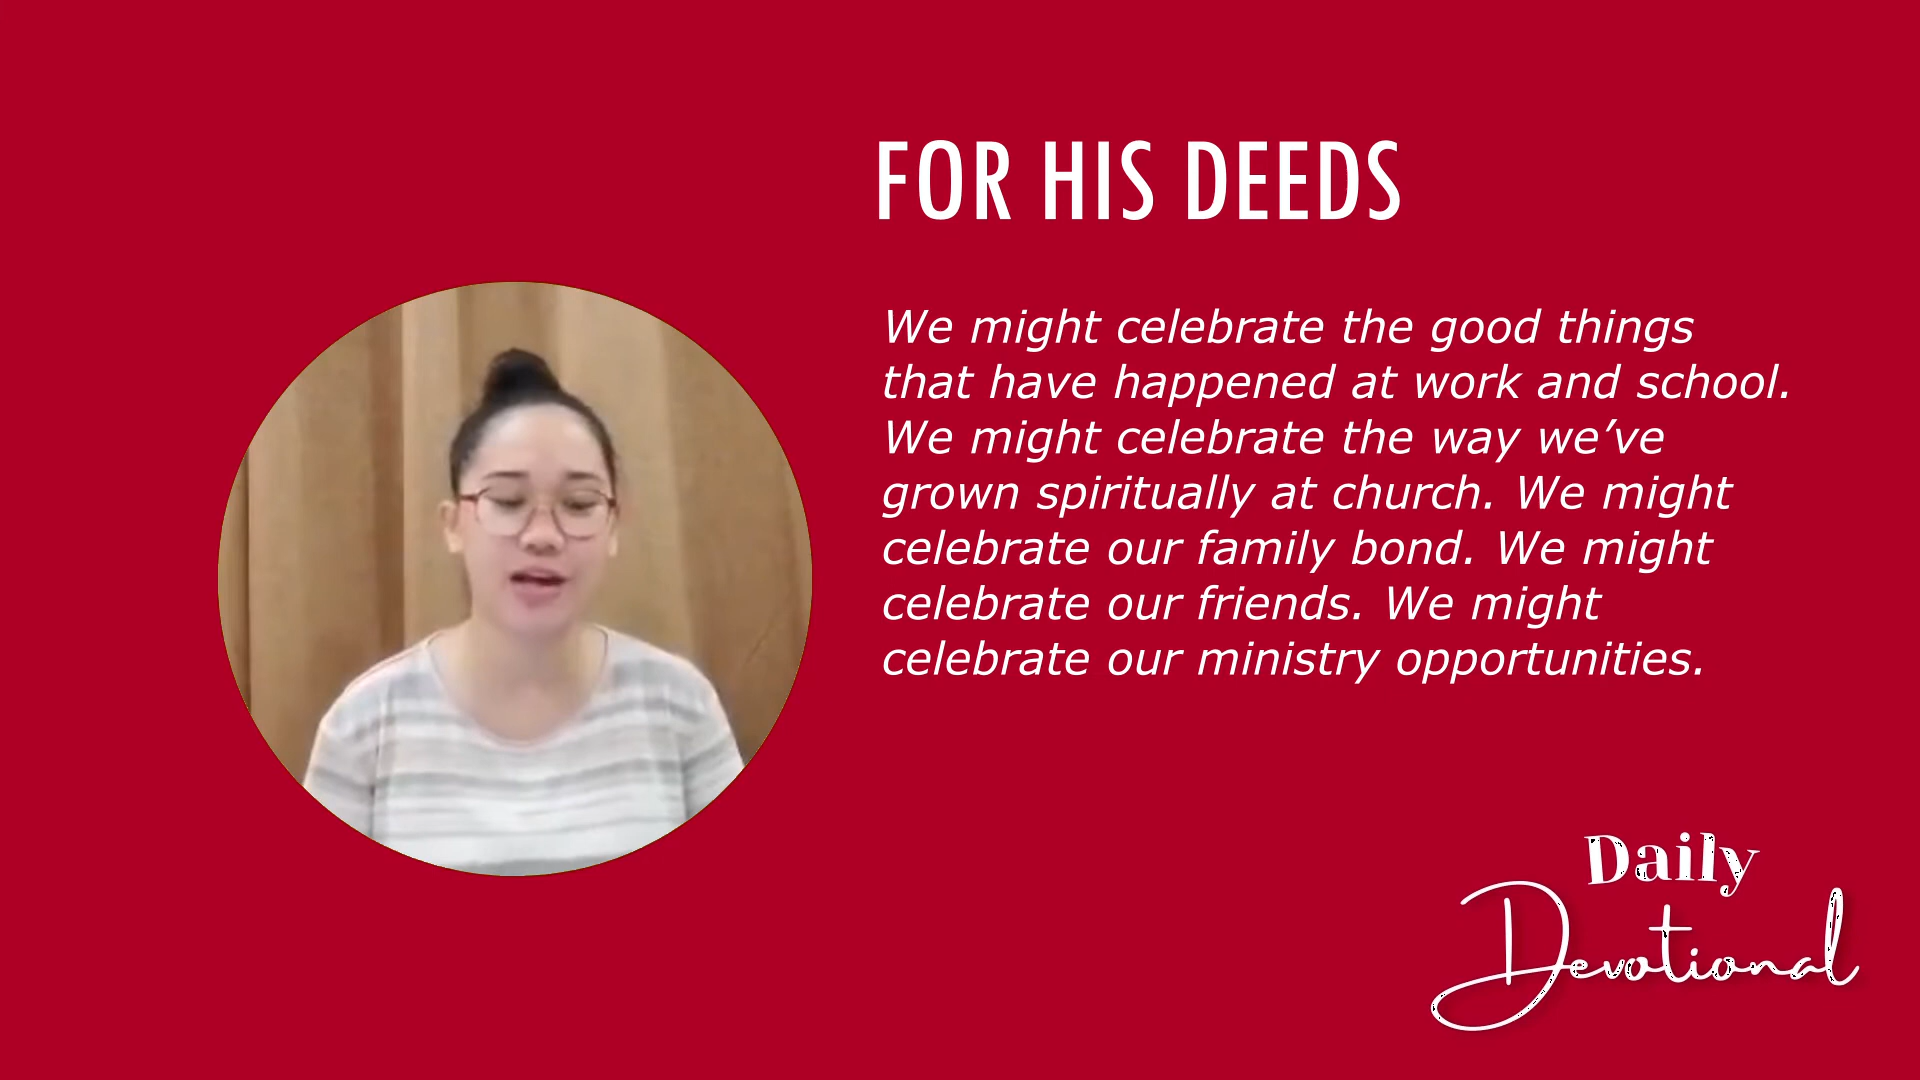 FOR HIS DEEDS
We might celebrate the good things
that have happened at work and school.
We might celebrate the way we’ve
grown spiritually at church. We might
celebrate our family bond. We might
celebrate our friends. We might
celebrate our ministry opportunities.
Daily
Devotional